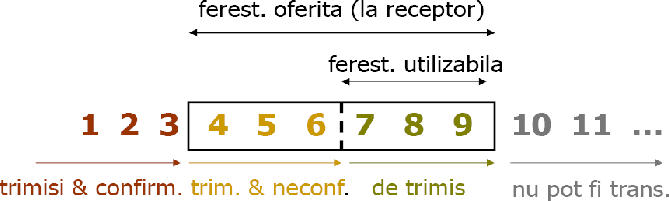 ferest. oferita (la receptor)
ferest. utilizabila
1 2 3 4 5 6 7 8 9 10 11 ...
trimisi & confirm. trim. & neconf. de trimis nu pot fi trans.